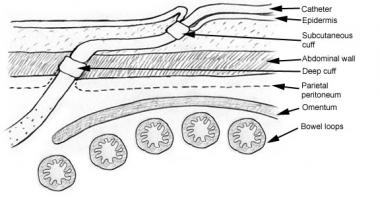 Catheter
Epidermis
Subcutaneous
cuff
Abdominal wall
Deep cuff
Parietal
peritoneum
Omentum
Bowel loops